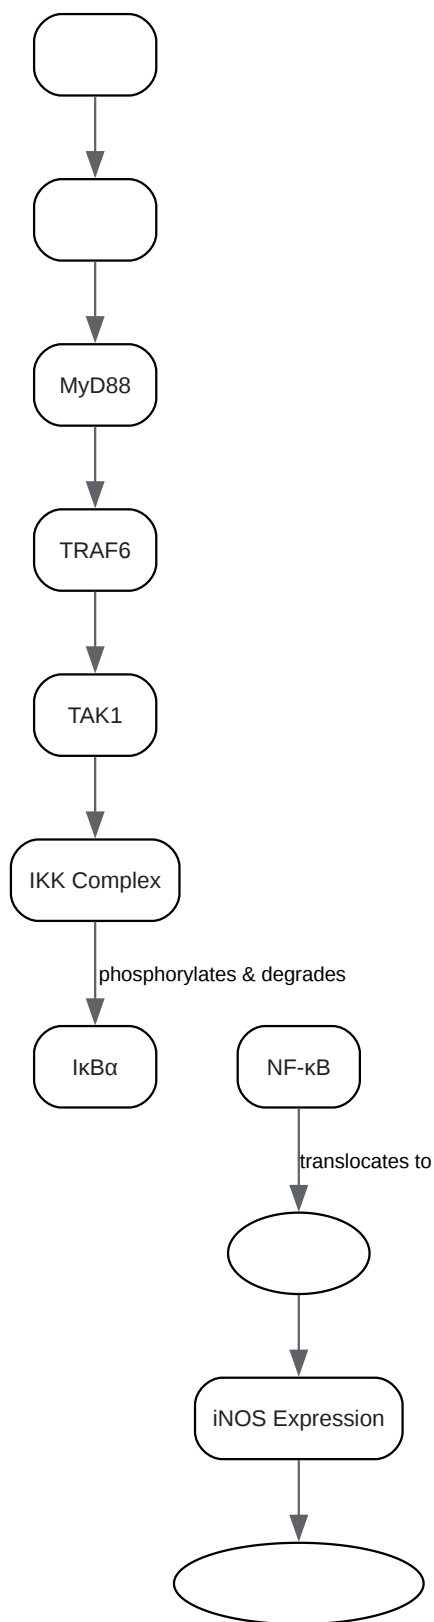 MyD88
TRAF6
TAK1
IKK Complex
phosphorylates & degrades
IκBα
NF-κB
translocates to
iNOS Expression